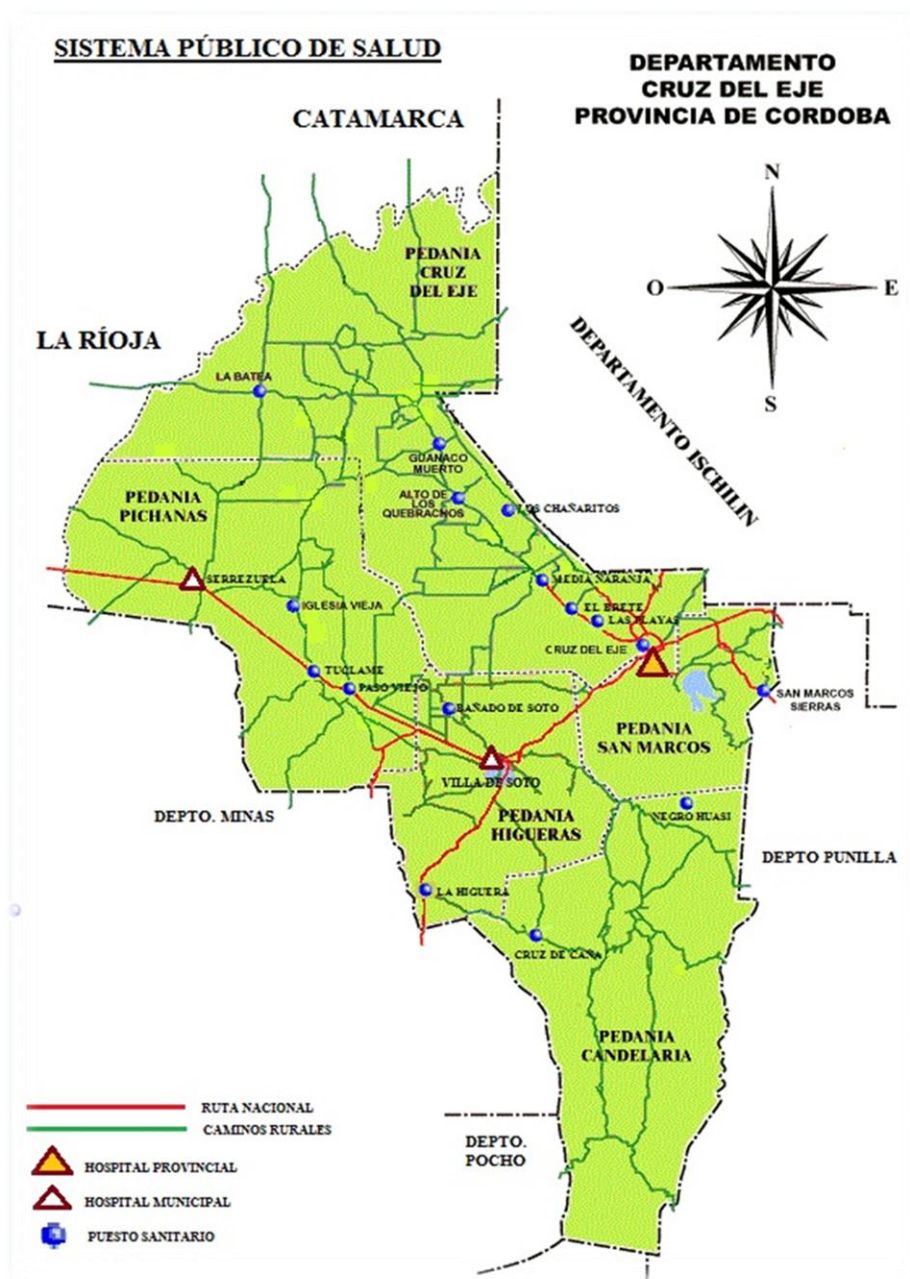 SISTEMA PÚBLICO DE SALUD
DEPARTAMENTO
CRUZ DEL EJE
PROVINCIA DE CORDOBA
CATAMARCA
N
O
E
S
PEDANIA
CRUZ
DEL EJE
LA RÍOJA
DEPARTAMENTO ISCHILIN
LA BATEA
GUANACO
MUERTO
PEDANIA
PICHANAS
ALTO DE
LOS
QUEBRACHOS
LOS CHAÑARITOS
SERREZUELA
MEDIA NARANJA
IGLESIA VIEJA
EL BRETE
LAS PLAYAS
CRUZ DEL EJE
TUCLAME
PASO VIEJO
SAN MARCOS
SIERRAS
BAÑADO DE SOTO
PEDANIA
SAN MARCOS
VILLA DE SOTO
DEPTO. MINAS
PEDANIA
HIGUERAS
NEGRO HUASI
DEPTO PUNILLA
LA HIGUERA
CRUZ DE CAÑA
PEDANIA
CANDELARIA
RUTA NACIONAL
CAMINOS RURALES
DEPTO.
POCHO
HOSPITAL PROVINCIAL
HOSPITAL MUNICIPAL
PUESTO SANITARIO